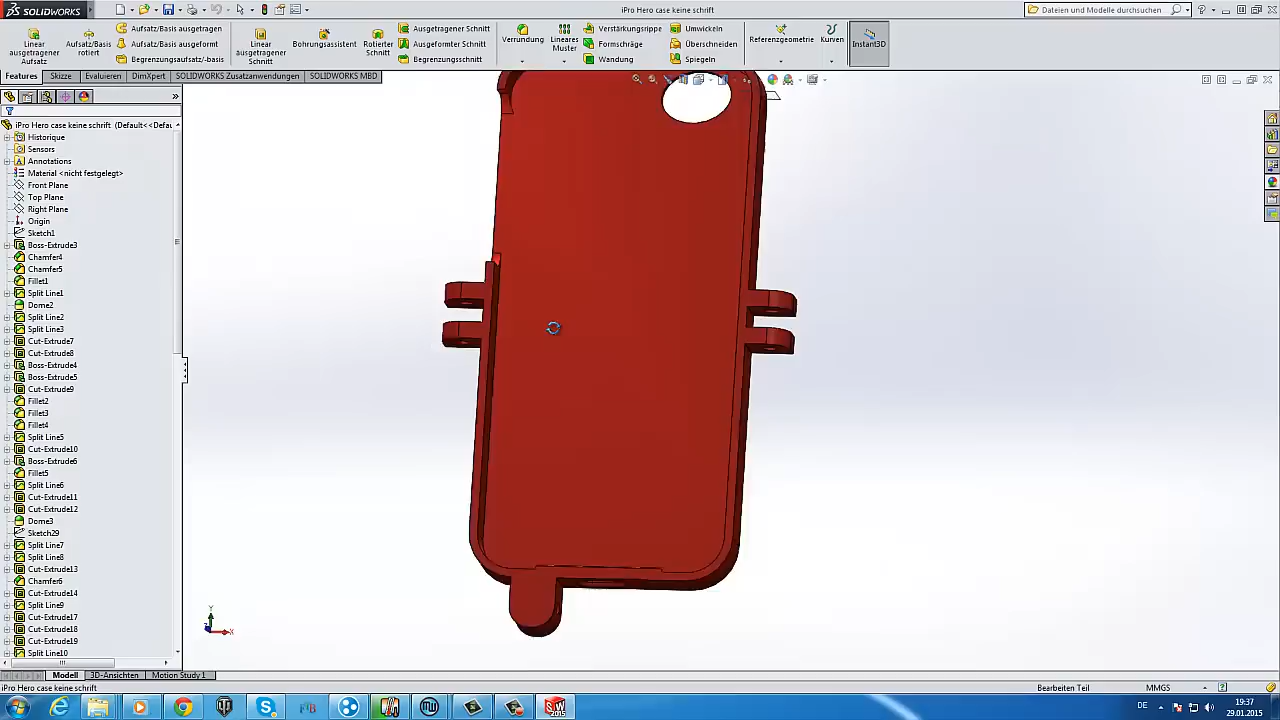 SOLIDWORKS
iPro Hero case keine schrift
Dateien und Modelle durchsuchen
Linear ausgetragener Aufsatz
Aufsatz/Basis rotiert
Aufsatz/Basis ausgetragen
Aufsatz/Basis ausgeformt
Begrenzungsaufsatz/-basis
Linear ausgetragener Schnitt
Bohrungsassistent
Rotierter Schnitt
Ausgetragener Schnitt
Ausgeformter Schnitt
Begrenzungsschnitt
Verrundung
Lineares Muster
Verstärkungsrippe
Formschräge
Wandung
Umwickeln
Überschneiden
Spiegeln
Referenzgeometrie
Kurven
Instant3D
Features
Skizze
Evaluieren
DimXpert
SOLIDWORKS Zusatzanwendungen
SOLIDWORKS MBD
iPro Hero case keine schrift (Default<<Defau
Historique
Sensors
Annotations
Material <nicht festgelegt>
Front Plane
Top Plane
Right Plane
Origin
Sketch1
Boss-Extrude3
Chamfer4
Chamfer5
Fillet1
Split Line1
Dome2
Split Line2
Split Line3
Cut-Extrude7
Cut-Extrude8
Boss-Extrude4
Boss-Extrude5
Cut-Extrude9
Fillet2
Fillet3
Fillet4
Split Line5
Cut-Extrude10
Boss-Extrude6
Fillet5
Split Line6
Cut-Extrude11
Cut-Extrude12
Dome3
Sketch29
Split Line7
Split Line8
Cut-Extrude13
Chamfer6
Cut-Extrude14
Split Line9
Cut-Extrude17
Cut-Extrude18
Cut-Extrude19
Split Line10
Y
X
Modell
3D-Ansichten
Motion Study 1
iPro Hero case keine schrift
Bearbeiten Teil
MMGS
DE
19:37
29.01.2015